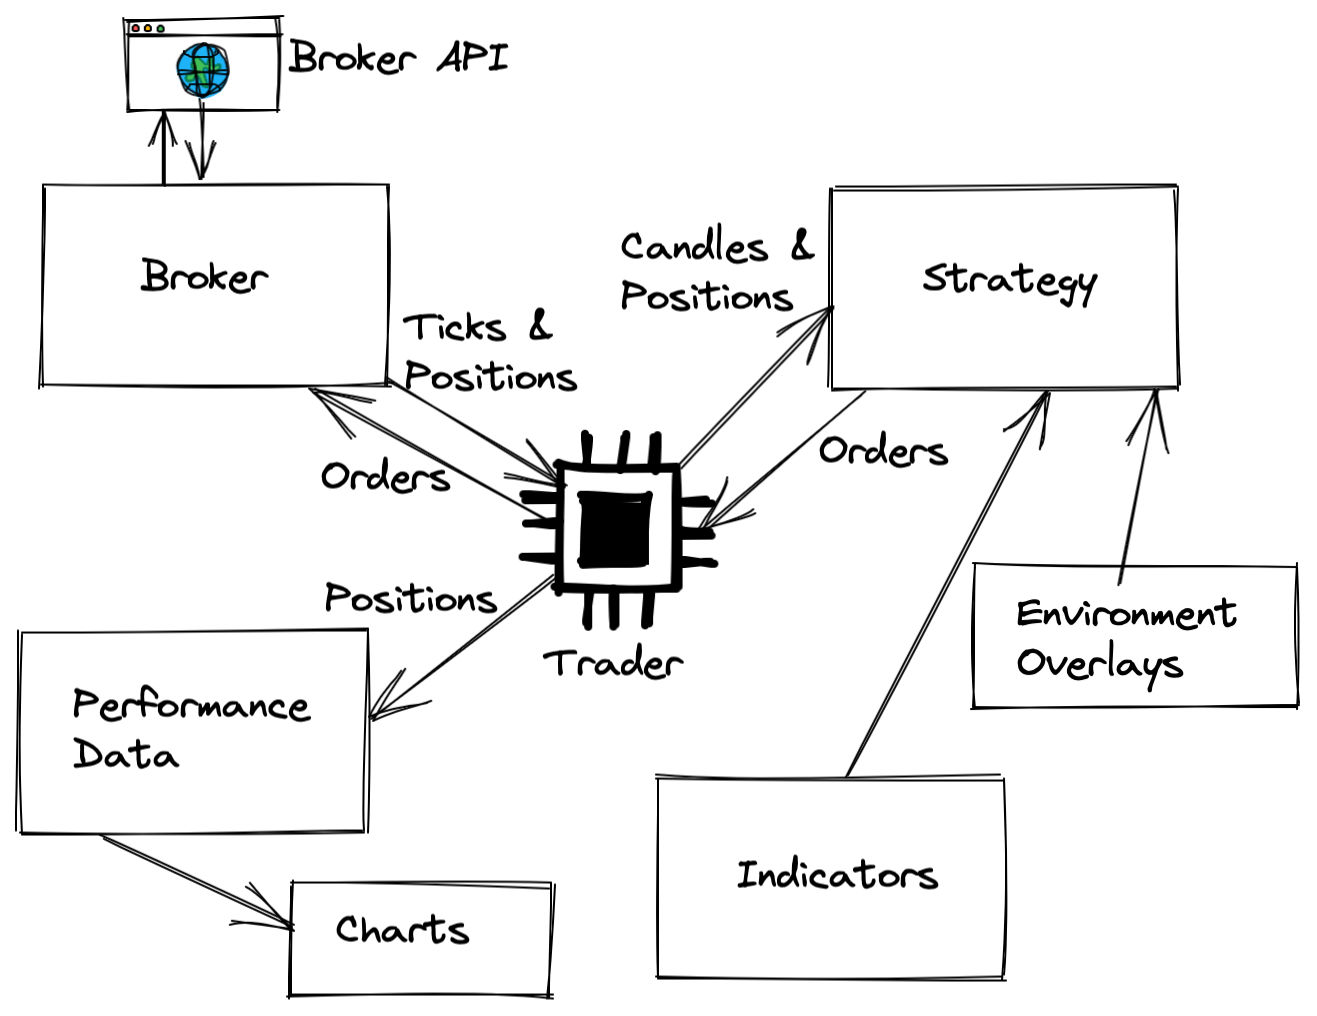 Broker API
Broker
Candles &
Positions
Strategy
Ticks &
Positions
Orders
Orders
Positions
Trader
Environment
Overlays
Performance
Data
Indicators
Charts